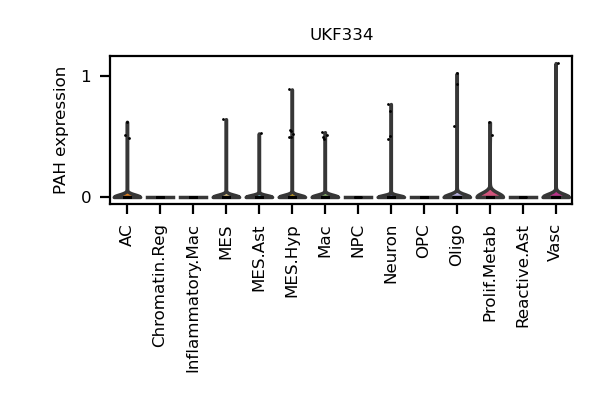 UKF334
PAH expression
1
0
AC
Chromatin.Reg
Inflammatory.Mac
MES
MES.Ast
MES.Hyp
Mac
NPC
Neuron
OPC
Oligo
Prolif.Metab
Reactive.Ast
Vasc